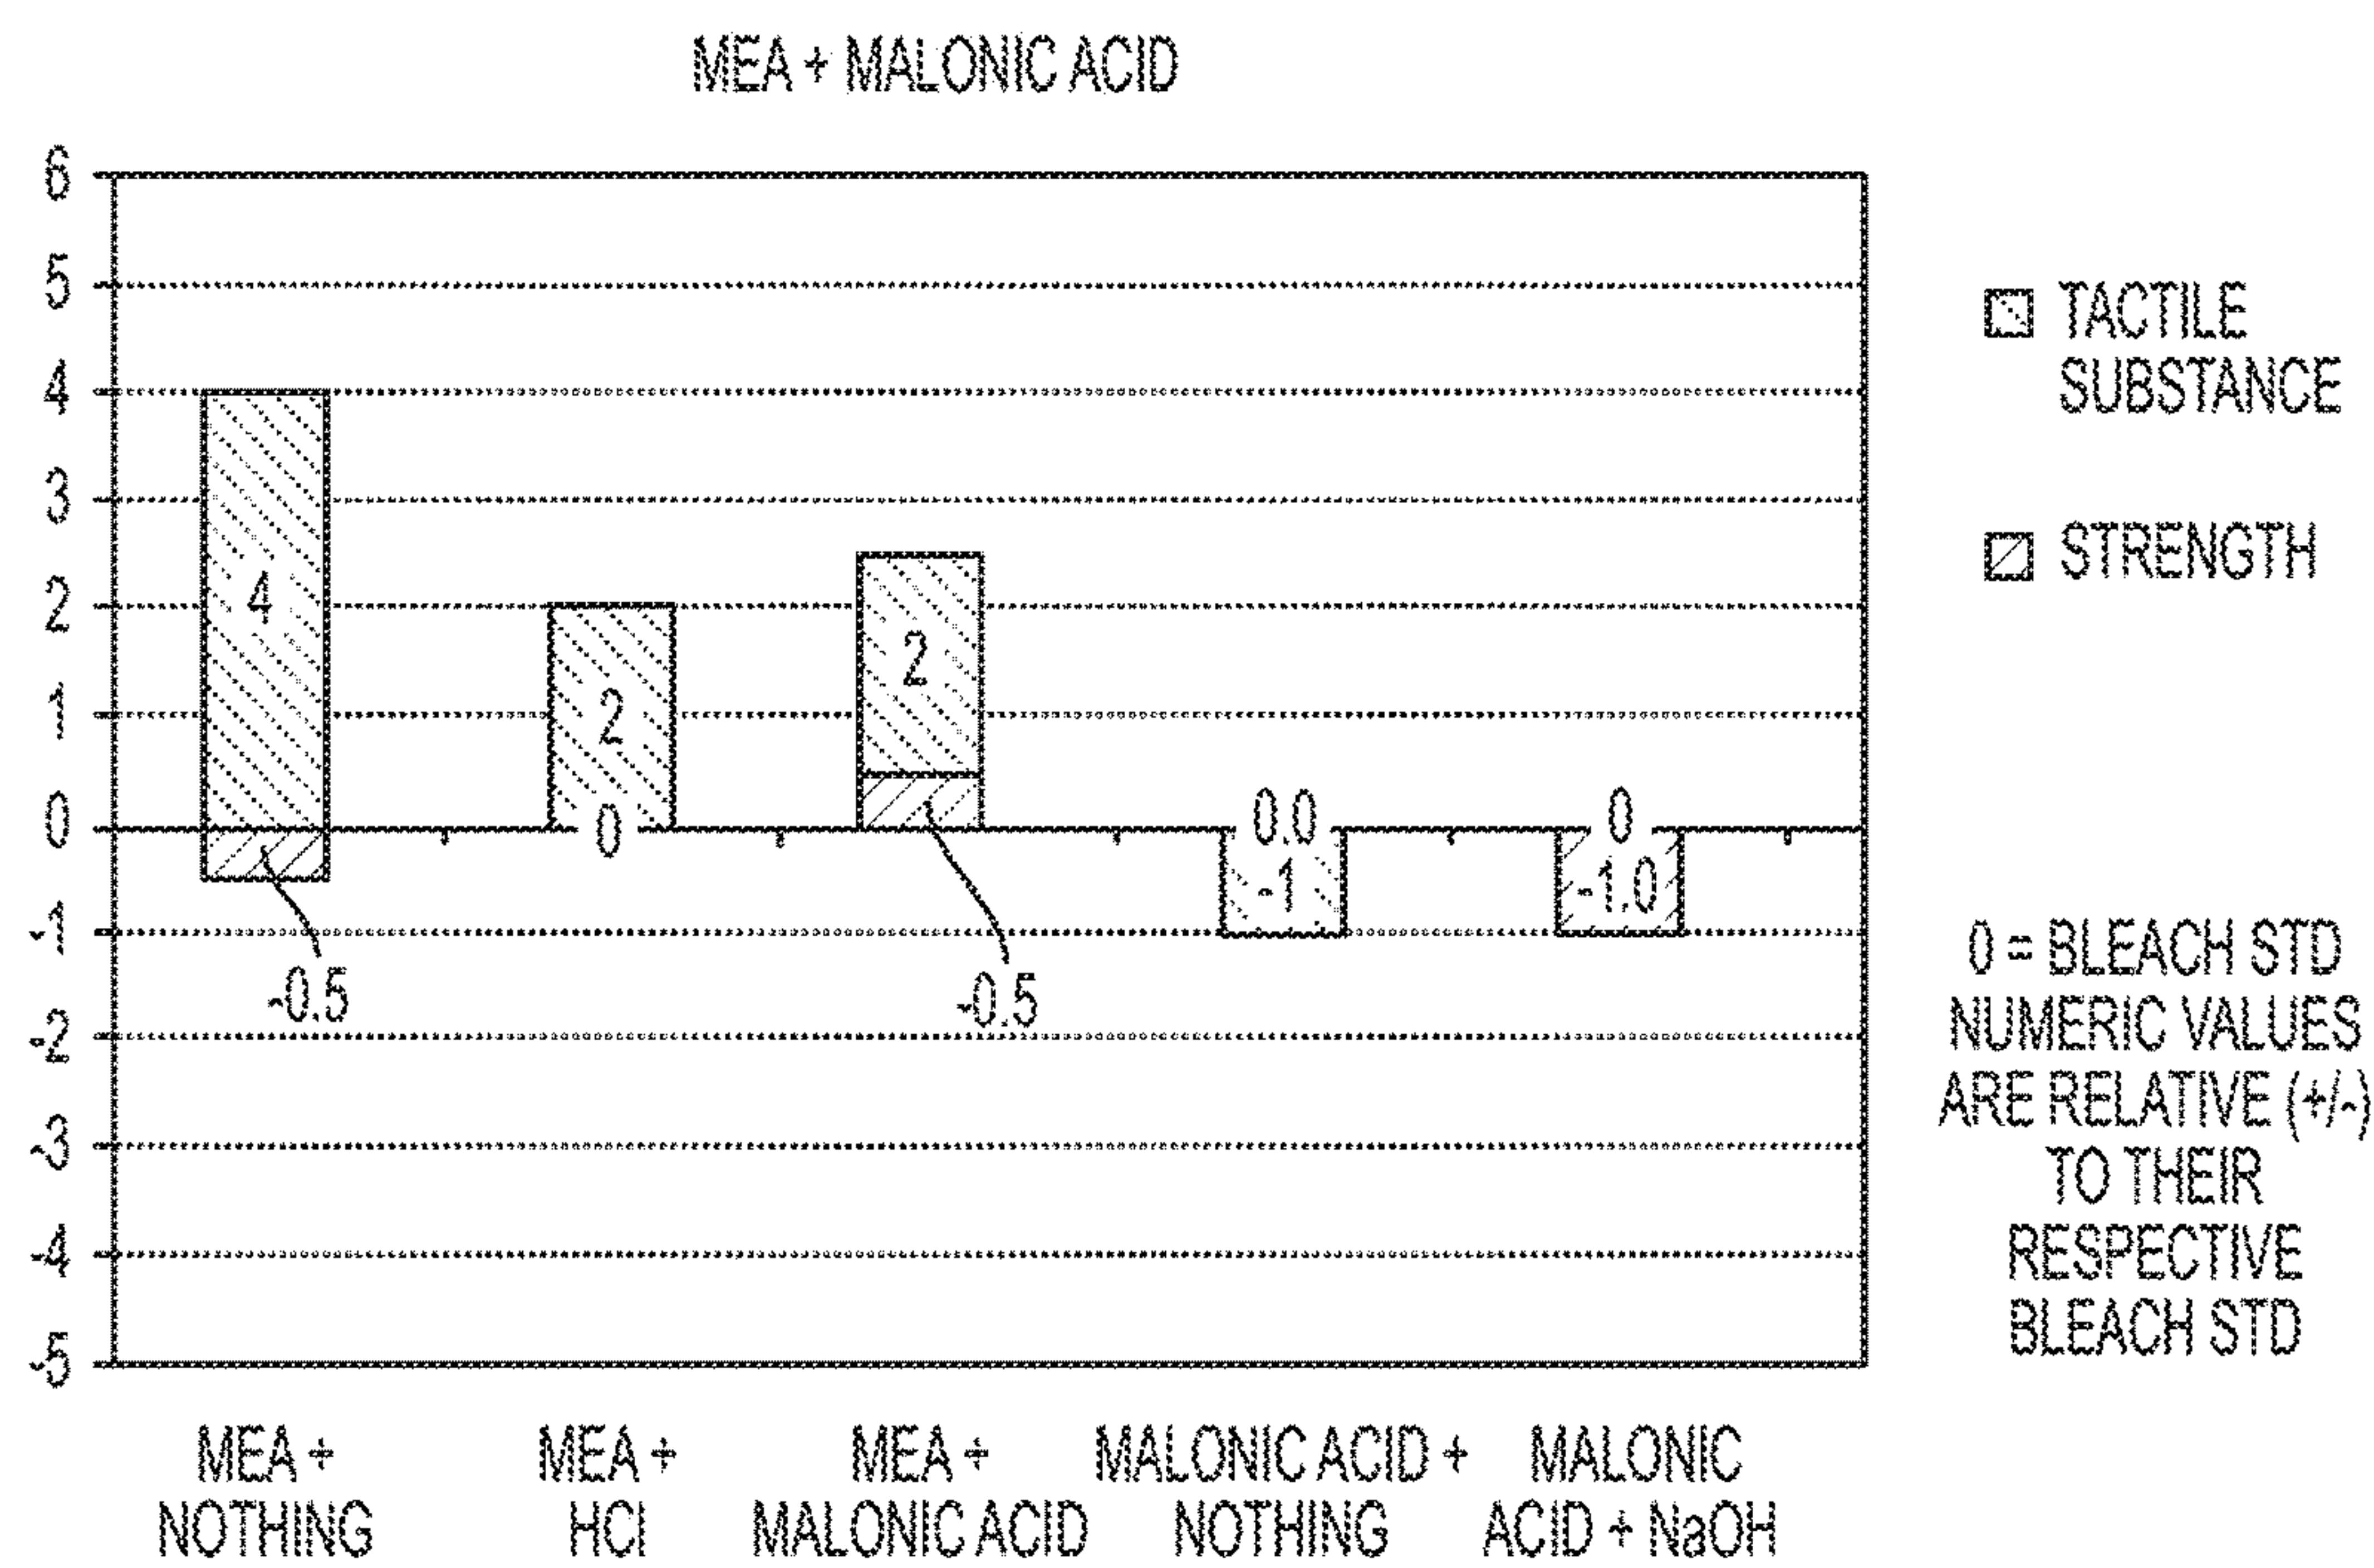 MEA + MALONIC ACID
6
5
4
3
2
1
0
-1
-2
-3
-4
-5
4
-0.5
2
0
2
-0.5
0.0
-1
0
-1.0
MEA +
NOTHING
MEA +
HCl
MEA +
MALONIC ACID
MALONIC ACID +
NOTHING
MALONIC
ACID + NaOH
TACTILE
SUBSTANCE
STRENGTH
0 = BLEACH STD
NUMERIC VALUES
ARE RELATIVE (+/-)
TO THEIR
RESPECTIVE
BLEACH STD